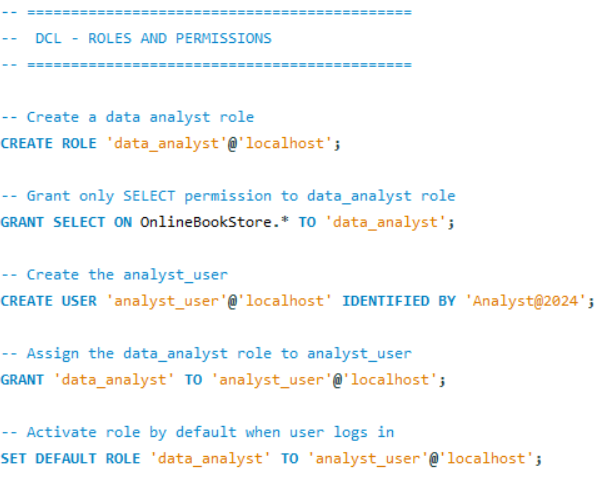 -- ============================================
--  DCL - ROLES AND PERMISSIONS
-- ============================================
-- Create a data analyst role
CREATE ROLE 'data_analyst'@'localhost';
-- Grant only SELECT permission to data_analyst role
GRANT SELECT ON OnlineBookStore.* TO 'data_analyst';
-- Create the analyst_user
CREATE USER 'analyst_user'@'localhost' IDENTIFIED BY 'Analyst@2024';
-- Assign the data_analyst role to analyst_user
GRANT 'data_analyst' TO 'analyst_user'@'localhost';
-- Activate role by default when user logs in
SET DEFAULT ROLE 'data_analyst' TO 'analyst_user'@'localhost';